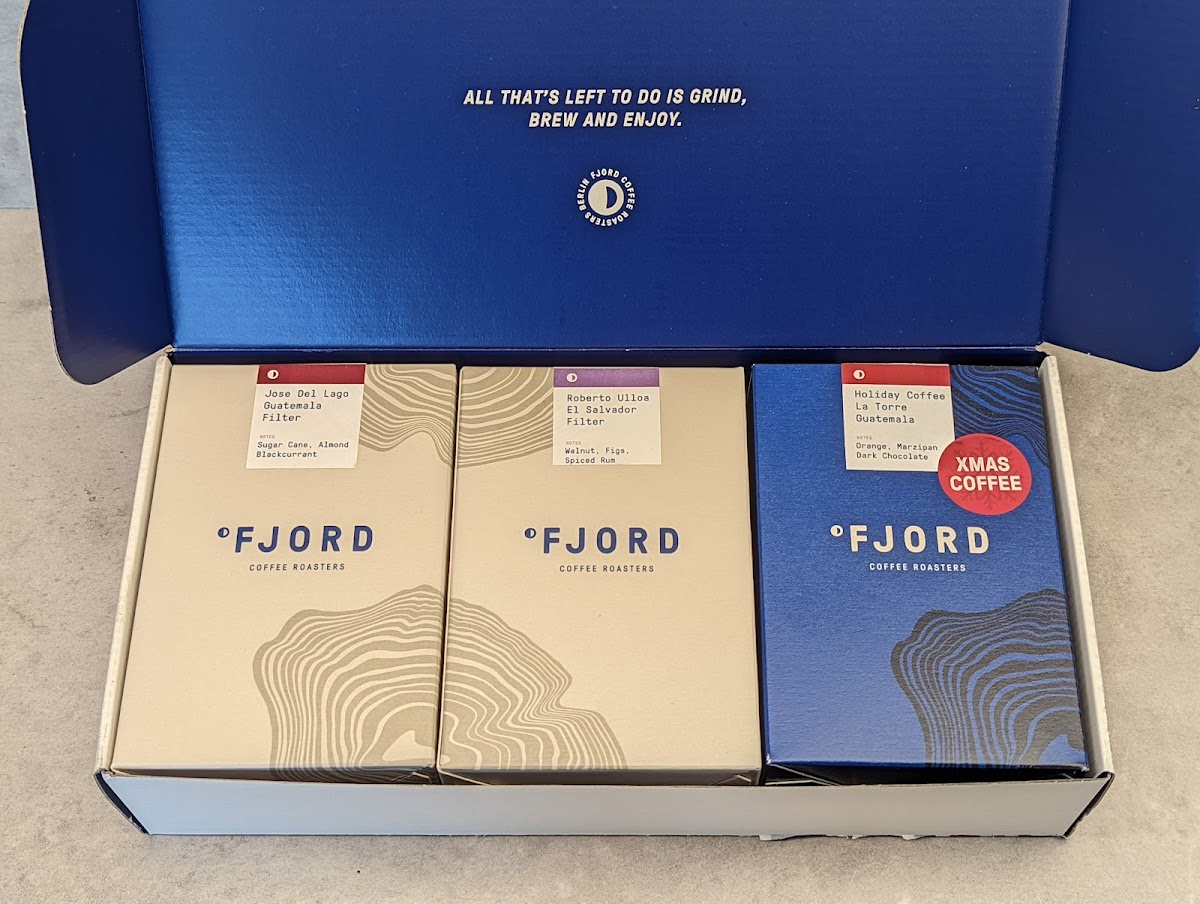 ALL THAT'S LEFT TO DO IS GRIND,
BREW AND ENJOY.
BERLIN FJORD COFFEE ROASTERS
Jose Del Lago
Guatemala
Filter
NOTES
Sugar Cane, Almond
Blackcurrant
FJORD
COFFEE ROASTERS
Roberto Ulloa
El Salvador
Filter
NOTES
Walnut, Figs,
Spiced Rum
FJORD
COFFEE ROASTERS
Holiday Coffee
La Torre
Guatemala
NOTES
Orange, Marzipan
Dark Chocolate
XMAS
COFFEE
FJORD
COFFEE ROASTERS